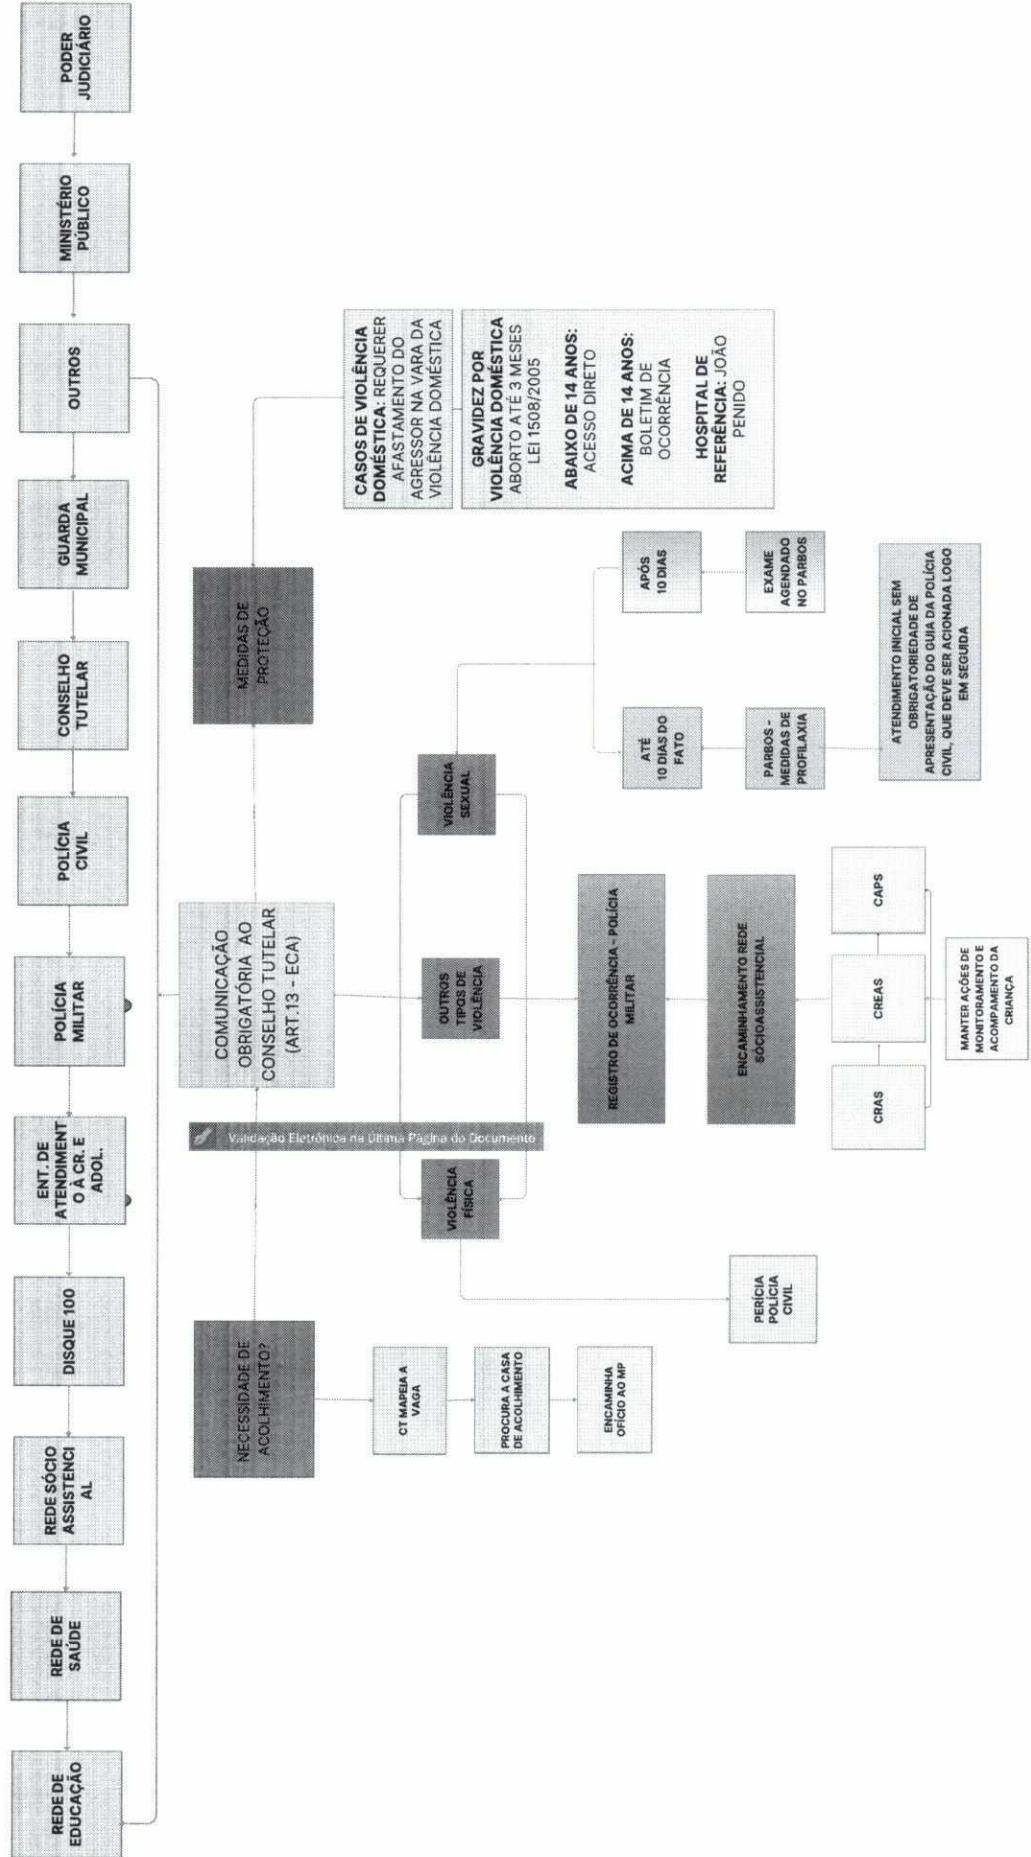 REDE DE
EDUCAÇÃO
REDE DE
SAÚDE
REDE SÓCIO
ASSISTENCI
AL
DISQUE 100
ENT. DE
ATENDIMENT
O À CR. E
ADOL.
POLÍCIA
MILITAR
POLÍCIA
CIVIL
CONSELHO
TUTELAR
GUARDA
MUNICIPAL
OUTROS
MINISTÉRIO
PÚBLICO
PODER
JUDICIÁRIO
NECESSIDADE DE
ACOLHIMENTO?
COMUNICAÇÃO
OBRIGATÓRIA AO
CONSELHO TUTELAR
(ART.13 - ECA)
MEDIDAS DE
PROTEÇÃO
Validação Eletrônica na Última Página do Documento
CT MAPEIA A
VAGA
PROCURA A CASA
DE ACOLHIMENTO
ENCAMINHA
OFÍCIO AO MP
VIOLÊNCIA
FÍSICA
OUTROS
TIPOS DE
VIOLÊNCIA
VIOLÊNCIA
SEXUAL
CASOS DE VIOLÊNCIA
DOMÉSTICA: REQUERER
AFASTAMENTO DO
AGRESSOR NA VARA DA
VIOLÊNCIA DOMÉSTICA
GRAVIDEZ POR
VIOLÊNCIA DOMÉSTICA
ABORTO ATÉ 3 MESES
LEI 1508/2005
ABAIXO DE 14 ANOS:
ACESSO DIRETO
ACIMA DE 14 ANOS:
BOLETIM DE
OCORRÊNCIA
HOSPITAL DE
REFERÊNCIA: JOÃO
PENIDO
PERÍCIA
POLÍCIA
CIVIL
REGISTRO DE OCORRÊNCIA - POLÍCIA
MILITAR
ENCAMINHAMENTO REDE
SÓCIOASSISTENCIAL
CRAS
CREAS
CAPS
MANTER AÇÕES DE
MONITORAMENTO E
ACOMPAMENTO DA
CRIANÇA
ATÉ
10 DIAS DO
FATO
APÓS
10 DIAS
PARBOS -
MEDIDAS DE
PROFILAXIA
EXAME
AGENDADO
NO PARBOS
ATENDIMENTO INICIAL SEM
OBRIGATORIEDADE DE
APRESENTAÇÃO DO GUIA DA POLÍCIA
CIVIL, QUE DEVE SER ACIONADA LOGO
EM SEGUIDA